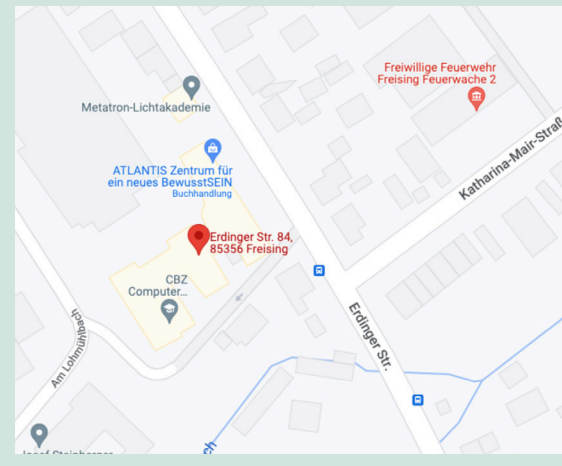 Freiwillige Feuerwehr
Freising Feuerwache 2
Metatron-Lichtakademie
Katharina-Mair-Straß
ATLANTIS Zentrum für
ein neues BewusstSEIN
Buchhandlung
Erdinger Str. 84,
85356 Freising
CBZ
Computer...
Am Lohmühlbach
Erdinger Str.
ch